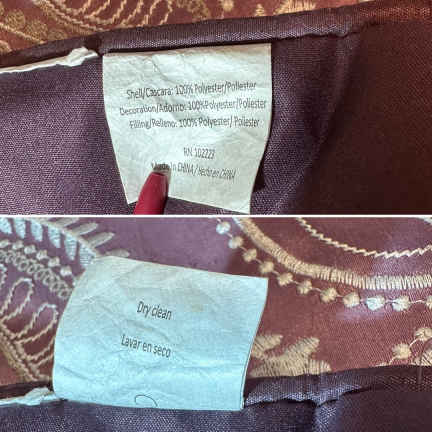 Shell/Cascara: 100% Polyester/Poliester
Decoration/Adorno: 100%Polyester/Poliester
Filling/Relleno: 100% Polyester/ Poliester
RN 102223
Made in CHINA / Hecho en CHINA
Dry clean
Lavar en seco